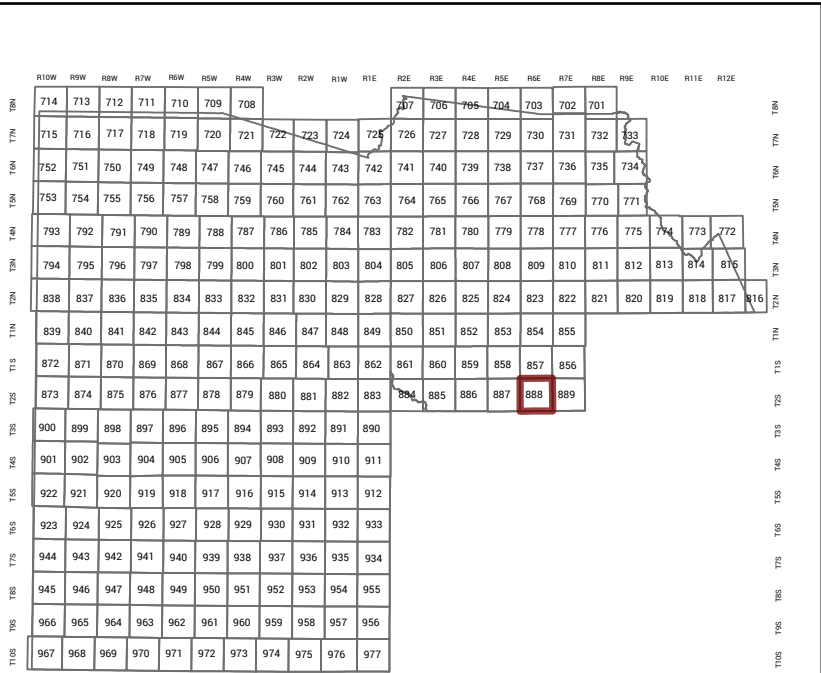 R10W R9W R8W R7W R6W R5W R4W R3W R2W R1W R1E R2E R3E R4E R5E R6E R7E R8E R9E R10E R11E R12E
T8N 714 713 712 711 710 709 708 707 706 705 704 703 702 701 T8N
T7N 715 716 717 718 719 720 721 722 723 724 725 726 727 728 729 730 731 732 733 T7N
T6N 752 751 750 749 748 747 746 745 744 743 742 741 740 739 738 737 736 735 734 T6N
T5N 753 754 755 756 757 758 759 760 761 762 763 764 765 766 767 768 769 770 771 T5N
T4N 793 792 791 790 789 788 787 786 785 784 783 782 781 780 779 778 777 776 775 774 773 772 T4N
T3N 794 795 796 797 798 799 800 801 802 803 804 805 806 807 808 809 810 811 812 813 814 815 T3N
T2N 838 837 836 835 834 833 832 831 830 829 828 827 826 825 824 823 822 821 820 819 818 817 816 T2N
T1N 839 840 841 842 843 844 845 846 847 848 849 850 851 852 853 854 855 T1N
T1S 872 871 870 869 868 867 866 865 864 863 862 861 860 859 858 857 856 T1S
T2S 873 874 875 876 877 878 879 880 881 882 883 884 885 886 887 888 889 T2S
T3S 900 899 898 897 896 895 894 893 892 891 890 T3S
T4S 901 902 903 904 905 906 907 908 909 910 911 T4S
T5S 922 921 920 919 918 917 916 915 914 913 912 T5S
T6S 923 924 925 926 927 928 929 930 931 932 933 T6S
T7S 944 943 942 941 940 939 938 937 936 935 934 T7S
T8S 945 946 947 948 949 950 951 952 953 954 955 T8S
T9S 966 965 964 963 962 961 960 959 958 957 956 T9S
T10S 967 968 969 970 971 972 973 974 975 976 977 T10S